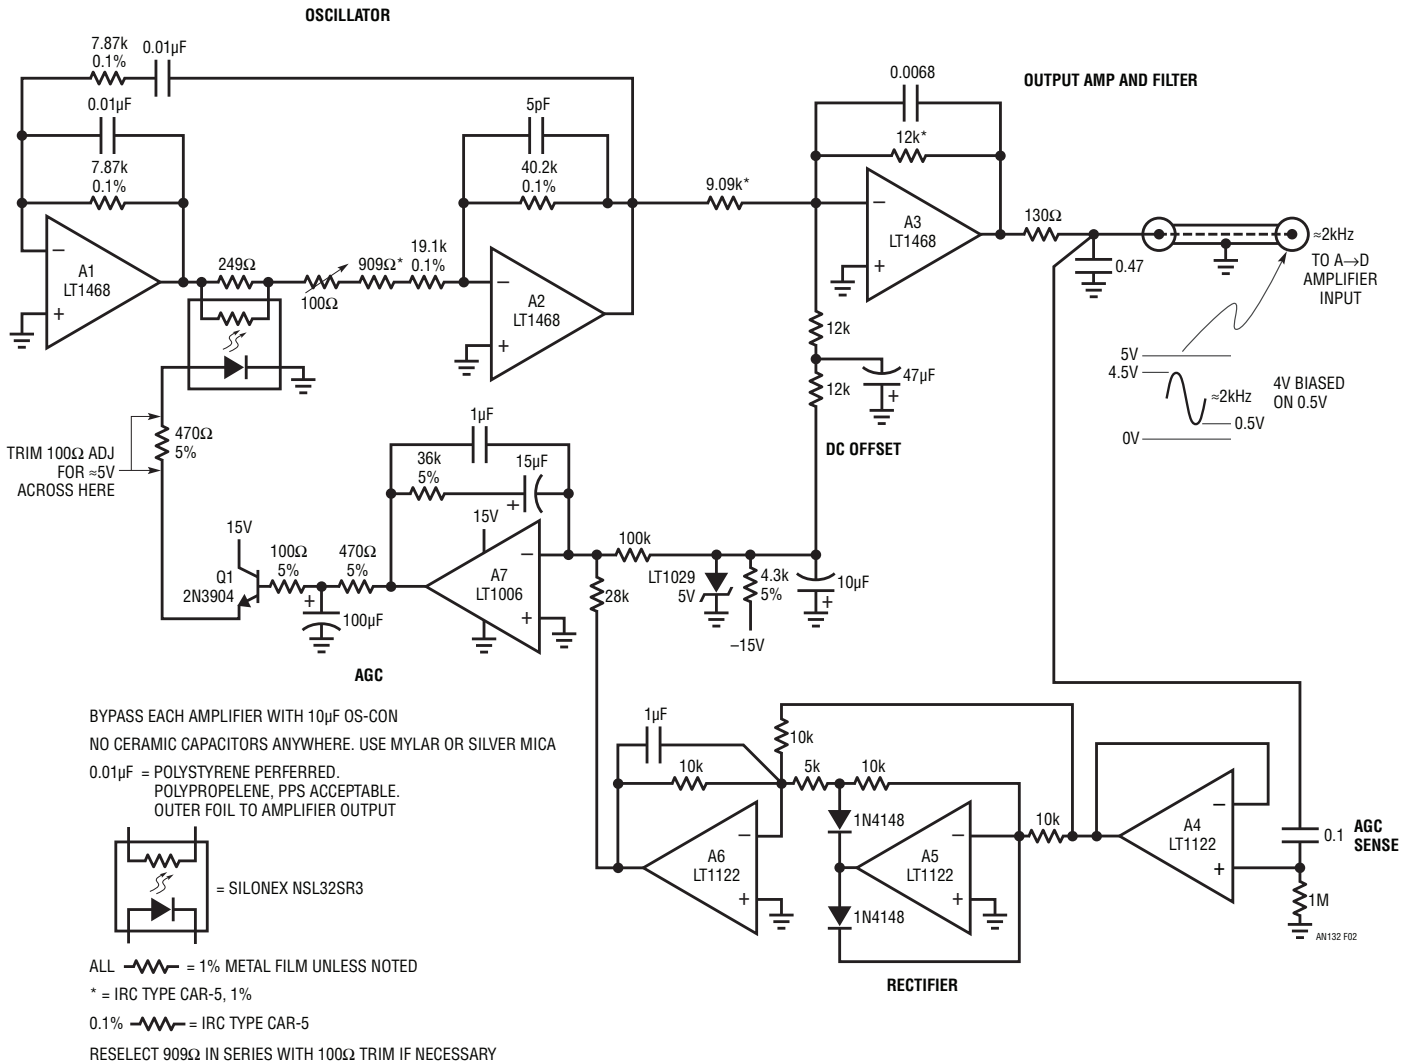 OSCILLATOR
7.87k
0.1%
0.01µF
0.01µF
7.87k
0.1%
–
A1
LT1468
+
249Ω
100Ω
909Ω*
19.1k
0.1%
5pF
40.2k
0.1%
–
A2
LT1468
+
9.09k*
0.0068
12k*
OUTPUT AMP AND FILTER
–
A3
LT1468
+
130Ω
0.47
≈2kHz
TO A→D
AMPLIFIER
INPUT
5V
4.5V
≈2kHz
0.5V
0V
4V BIASED
ON 0.5V
12k
12k
47µF
+
DC OFFSET
TRIM 100Ω ADJ
FOR ≈5V
ACROSS HERE
470Ω
5%
1µF
36k
5%
15µF
+
15V
–
A7
LT1006
+
15V
Q1
2N3904
100Ω
5%
470Ω
5%
+
100µF
AGC
100k
28k
LT1029
5V
4.3k
5%
–15V
10µF
+
BYPASS EACH AMPLIFIER WITH 10µF OS-CON
NO CERAMIC CAPACITORS ANYWHERE. USE MYLAR OR SILVER MICA
0.01µF = POLYSTYRENE PERFERRED.
POLYPROPELENE, PPS ACCEPTABLE.
OUTER FOIL TO AMPLIFIER OUTPUT
= SILONEX NSL32SR3
ALL = 1% METAL FILM UNLESS NOTED
* = IRC TYPE CAR-5, 1%
0.1% = IRC TYPE CAR-5
RESELECT 909Ω IN SERIES WITH 100Ω TRIM IF NECESSARY
1µF
10k
10k
5k
10k
1N4148
1N4148
–
A6
LT1122
+
–
A5
LT1122
+
10k
–
A4
LT1122
+
0.1
AGC
SENSE
1M
RECTIFIER
AN132 F02